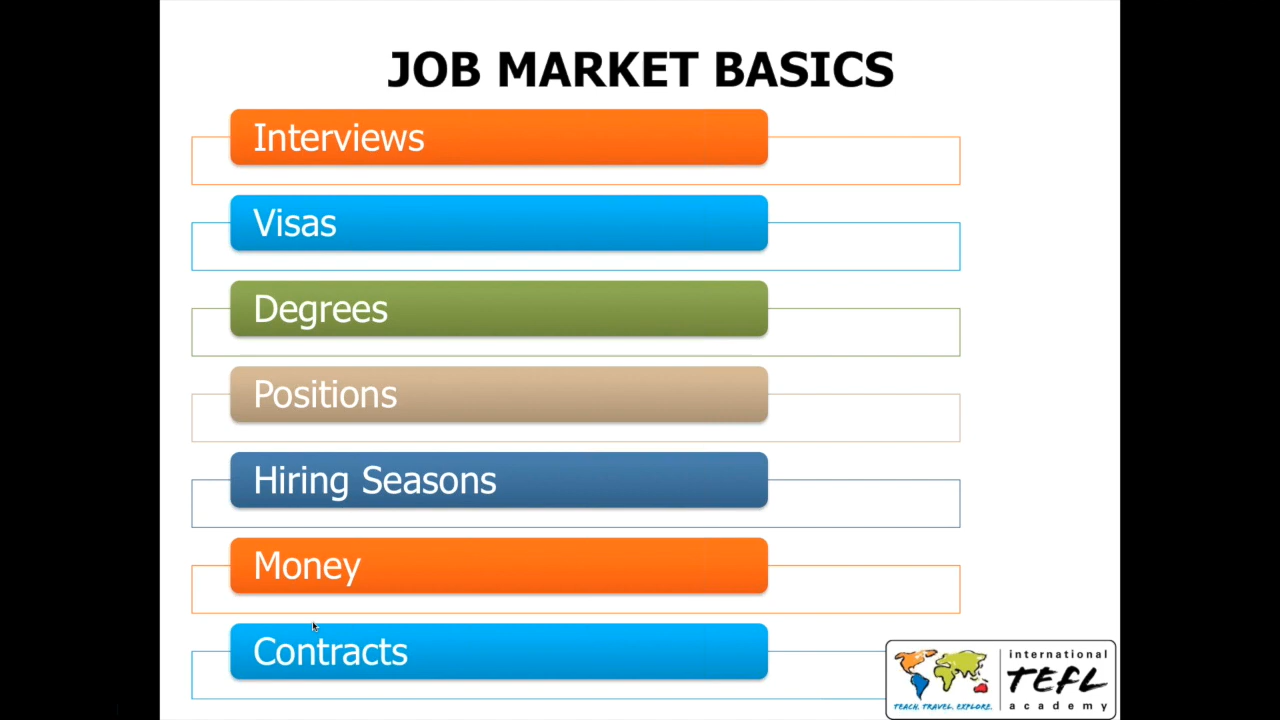 JOB MARKET BASICS
Interviews
Visas
Degrees
Positions
Hiring Seasons
Money
Contracts
international
TEFL
academy
TEACH. TRAVEL. EXPLORE.